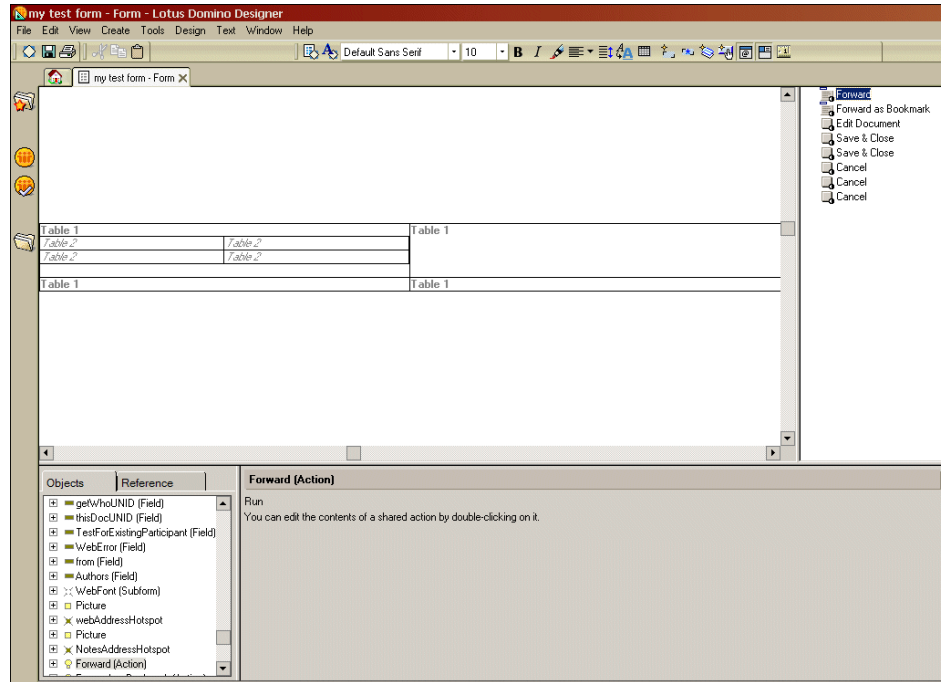 my test form - Form - Lotus Domino Designer
File Edit View Create Tools Design Text Window Help
Default Sans Serif 10 B I
my test form - Form
Forward
Forward as Bookmark
Edit Document
Save & Close
Save & Close
Cancel
Cancel
Cancel
Table 1 Table 1
Table 2 Table 2
Table 2 Table 2
Table 1 Table 1
Objects Reference
getWhoUNID (Field)
thisDocUNID (Field)
TestForExistingParticipant (Field)
WebError (Field)
from (Field)
Authors (Field)
WebFont (Subform)
Picture
webAddressHotspot
Picture
NotesAddressHotspot
Forward (Action)
Forward (Action)
Run
You can edit the contents of a shared action by double-clicking on it.